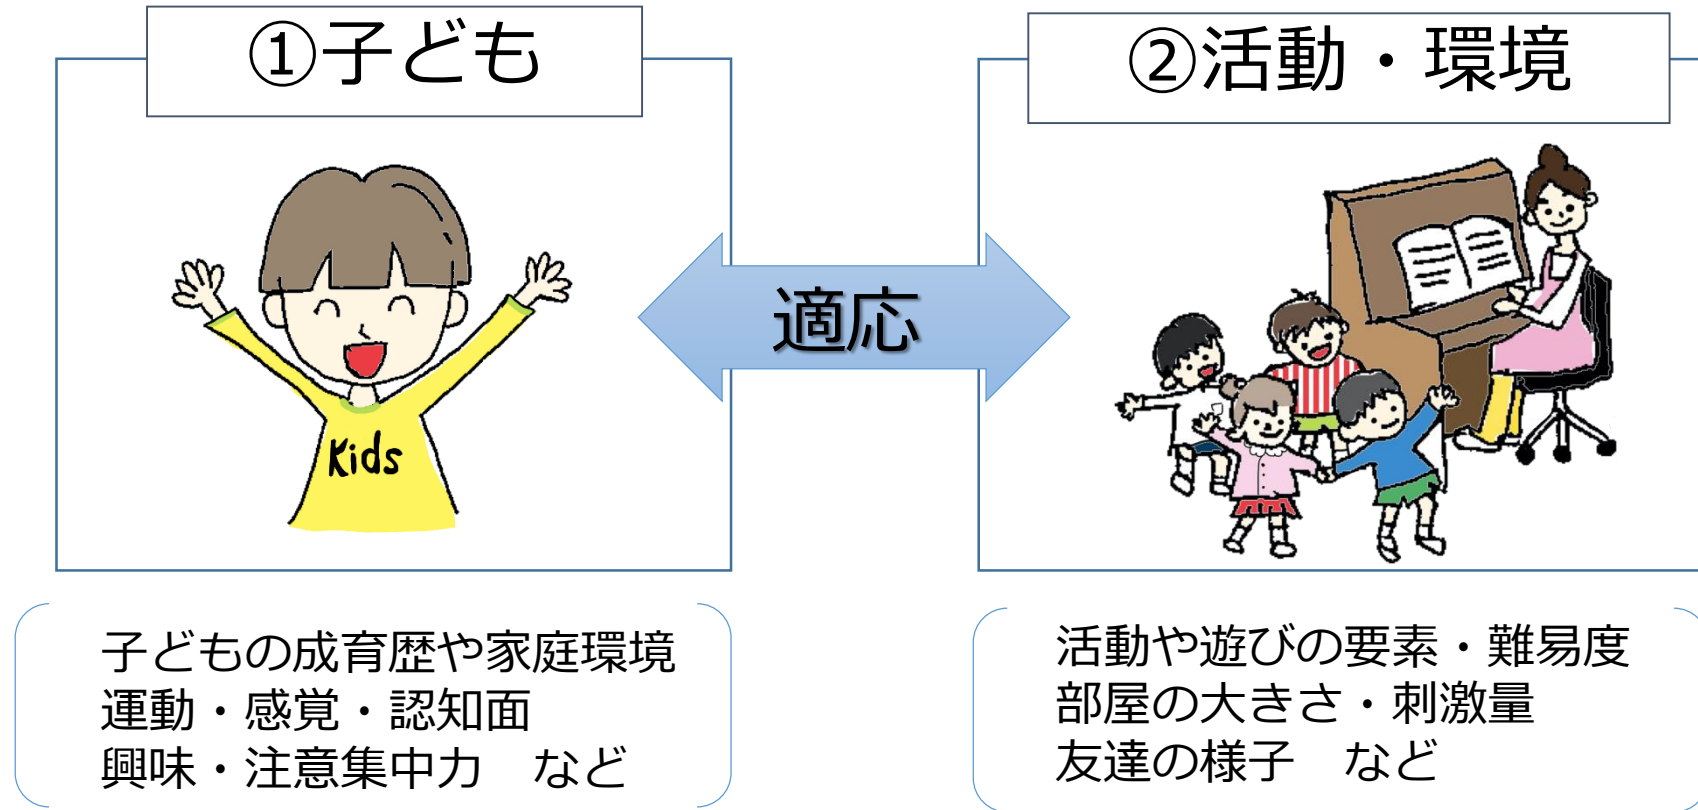 ①子ども
Kids
子どもの成育歴や家庭環境
運動・感覚・認知面
興味・注意集中力　など
適応
②活動・環境
活動や遊びの要素・難易度
部屋の大きさ・刺激量
友達の様子　など